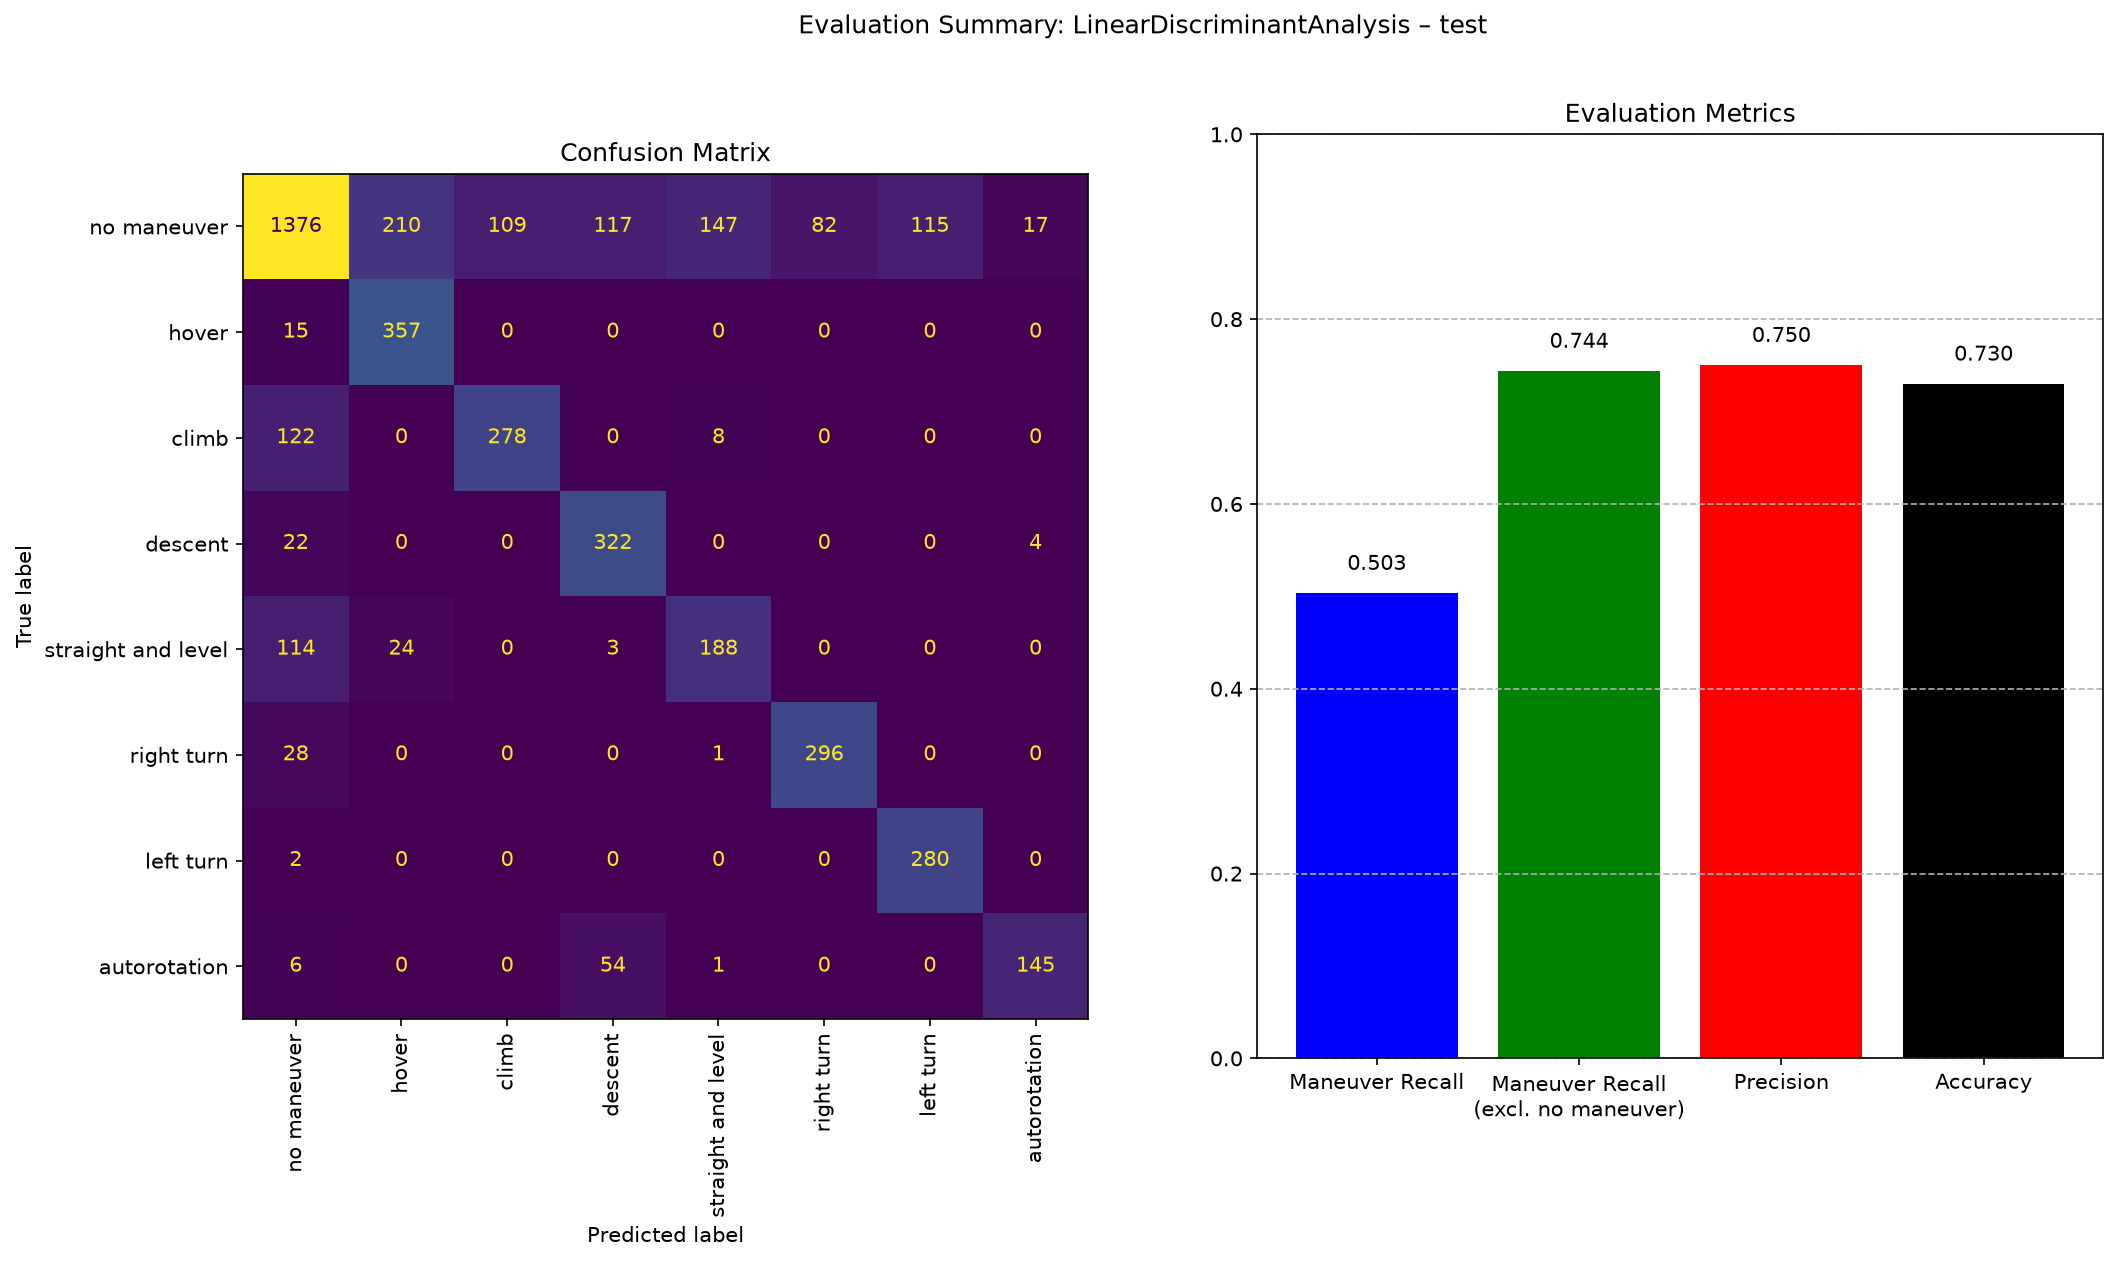 Evaluation Summary: LinearDiscriminantAnalysis – test
Confusion Matrix
True label
no maneuver 1376 210 109 117 147 82 115 17
hover 15 357 0 0 0 0 0 0
climb 122 0 278 0 8 0 0 0
descent 22 0 0 322 0 0 0 4
straight and level 114 24 0 3 188 0 0 0
right turn 28 0 0 0 1 296 0 0
left turn 2 0 0 0 0 0 280 0
autorotation 6 0 0 54 1 0 0 145
no maneuver hover climb descent straight and level right turn left turn autorotation
Predicted label
Evaluation Metrics
1.0
0.8
0.6
0.4
0.2
0.0
0.503 0.744 0.750 0.730
Maneuver Recall Maneuver Recall Precision Accuracy
(excl. no maneuver)